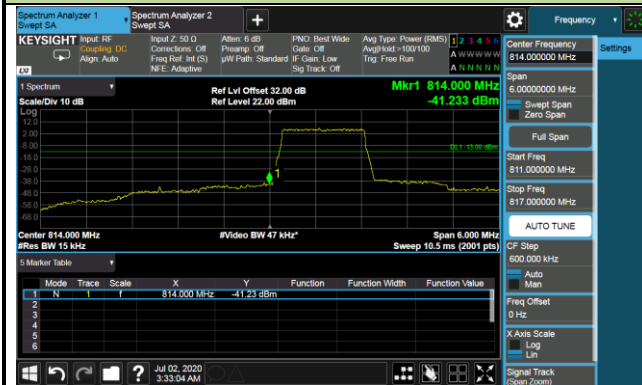 Spectrum Analyzer 1
Swept SA
Spectrum Analyzer 2
Swept SA
+
Frequency
KEYSIGHT
Input: RF
Coupling: DC
Align: Auto
Input Z: 50 Ω
Corrections: Off
Freq Ref: Int (S)
NFE: Adaptive
Atten: 6 dB
Preamp: Off
µW Path: Standard
PNO: Best Wide
Gate: Off
IF Gain: Low
Sig Track: Off
Avg Type: Power (RMS)
Avg|Hold:>100/100
Trig: Free Run
1 2 3 4 5 6
A W W W W W
A N N N N N
LXI
1 Spectrum
Scale/Div 10 dB
Log
Ref Lvl Offset 32.00 dB
Ref Level 22.00 dBm
Mkr1 814.000 MHz
-41.233 dBm
12.0
2.00
-8.00
-18.0
-28.0
-38.0
-48.0
-58.0
-68.0
DL1 -13.00 dBm
1
Center 814.000 MHz
#Res BW 15 kHz
#Video BW 47 kHz*
Span 6.000 MHz
Sweep 10.5 ms (2001 pts)
5 Marker Table
Mode Trace Scale X Y Function Function Width Function Value
1 N 1 f 814.000 MHz -41.23 dBm
2
3
4
5
6
Jul 02, 2020
3:33:04 AM
Center Frequency
814.000000 MHz
Settings
Span
6.00000000 MHz
Swept Span
Zero Span
Full Span
Start Freq
811.000000 MHz
Stop Freq
817.000000 MHz
AUTO TUNE
CF Step
600.000 kHz
Auto
Man
Freq Offset
0 Hz
X Axis Scale
Log
Lin
Signal Track
(Span Zoom)